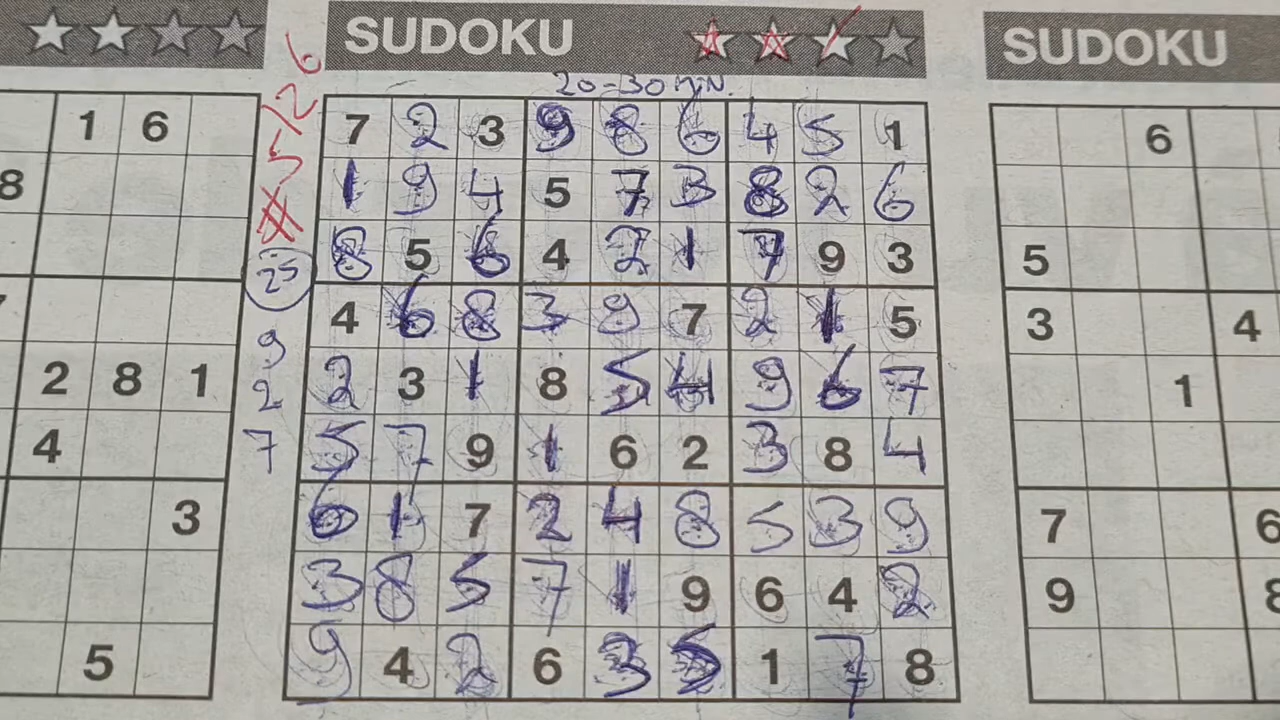 SUDOKU
SUDOKU
20-30 MiN.
5/26
25
9
2
7
1 6
8
2 8 1
4
3
5
7 2 3 9 8 6 4 5 1
1 9 4 5 7 3 8 2 6
8 5 6 4 2 1 7 9 3
4 6 8 3 9 7 2 1 5
2 3 1 8 5 4 9 6 7
5 7 9 1 6 2 3 8 4
6 1 7 2 4 8 5 3 9
3 8 5 7 1 9 6 4 2
9 4 2 6 3 5 1 7 8
6
5
3 4
1
7 6
9 8